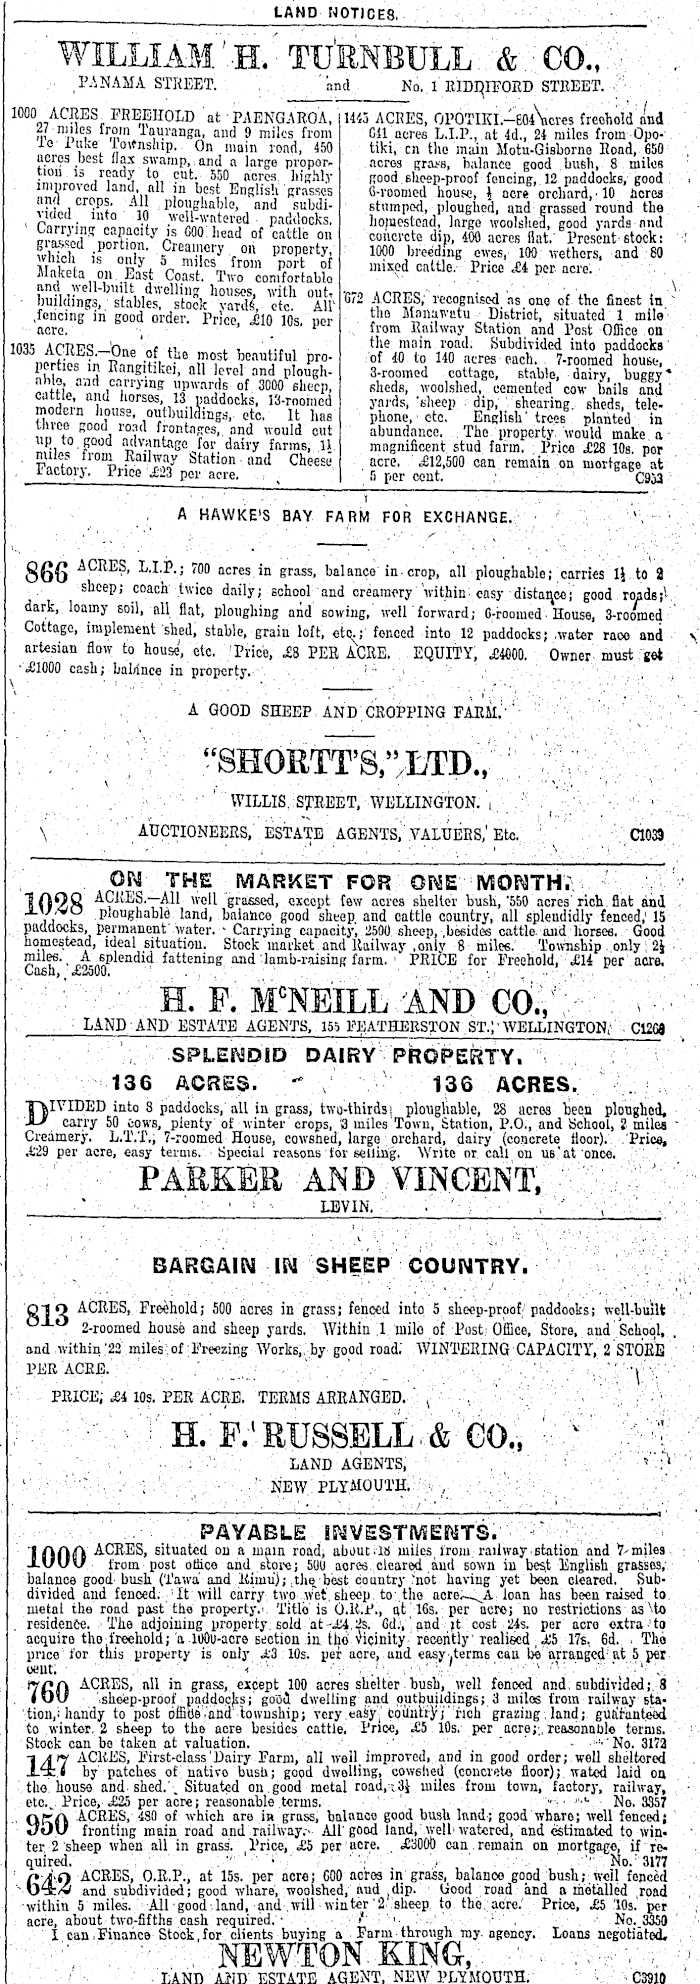 LAND NOTICES.
WILLIAM H. TURNBULL & CO.,
PANAMA STREET. and No. 1 RIDDIFORD STREET.
1000 ACRES FREEHOLD at PAENGAROA,
27 miles from Tauranga, and 9 miles from
Te Puke Township. On main road, 450
acres best flax swamp, and a large propor-
tion is ready to cut. 550 acres highly
improved land, all in best English grasses
and crops. All ploughable, and subdi-
vided into 10 well-watered paddocks.
Carrying capacity is 600 head of cattle on
grassed portion. Creamery on property,
which is only 5 miles from port of
Maketa on East Coast. Two comfortable
and well-built dwelling houses, with out-
buildings, stables, stock yards, etc. All
fencing in good order. Price, £10 10s. per
acre.
1035 ACRES.—One of the most beautiful pro-
perties in Rangitikei, all level and plough-
able, and carrying upwards of 3000 sheep,
cattle, and horses, 13 paddocks, 13-roomed
modern house, outbuildings, etc. It has
three good road frontages, and would cut
up to good advantage for dairy farms, 1½
miles from Railway Station and Cheese
Factory. Price £23 per acre.
1445 ACRES, OPOTIKI.—804 acres freehold and
641 acres L.I.P., at 4d., 24 miles from Opo-
tiki, on the main Motu-Gisborne Road, 650
acres grass, balance good bush, 8 miles
good sheep-proof fencing, 12 paddocks, good
6-roomed house, ½ acre orchard, 10 acres
stumped, ploughed, and grassed round the
homestead, large woolshed, good yards and
concrete dip, 400 acres flat. Present stock:
1000 breeding ewes, 100 wethers, and 80
mixed cattle. Price £4 per acre.
672 ACRES, recognised as one of the finest in
the Manawatu District, situated 1 mile
from Railway Station and Post Office on
the main road. Subdivided into paddocks
of 40 to 140 acres each. 7-roomed house,
3-roomed cottage, stable, dairy, buggy
sheds, woolshed, cemented cow bails and
yards, sheep dip, shearing sheds, tele-
phone, etc. English trees planted in
abundance. The property would make a
magnificent stud farm. Price £28 10s. per
acre. £12,500 can remain on mortgage at
5 per cent. C953
A HAWKE'S BAY FARM FOR EXCHANGE.
866 ACRES, L.I.P.; 700 acres in grass, balance in crop, all ploughable; carries 1½ to 2
sheep; coach twice daily; school and creamery within easy distance; good roads;
dark, loamy soil, all flat, ploughing and sowing, well forward; 6-roomed House, 3-roomed
Cottage, implement shed, stable, grain loft, etc.; fenced into 12 paddocks; water race and
artesian flow to house, etc. Price, £8 PER ACRE. EQUITY, £4000. Owner must get
£1000 cash; balance in property.
A GOOD SHEEP AND CROPPING FARM.
"SHORTT'S," LTD.,
WILLIS STREET, WELLINGTON.
AUCTIONEERS, ESTATE AGENTS, VALUERS, Etc. C1039
ON THE MARKET FOR ONE MONTH.
1028 ACRES.—All well grassed, except few acres shelter bush, 550 acres rich flat and
ploughable land, balance good sheep and cattle country, all splendidly fenced, 15
paddocks, permanent water. Carrying capacity, 2500 sheep, besides cattle and horses. Good
homestead, ideal situation. Stock market and Railway only 8 miles. Township only 2½
miles. A splendid fattening and lamb-raising farm. PRICE for Freehold, £14 per acre.
Cash, £2500.
H. F. McNEILL AND CO.,
LAND AND ESTATE AGENTS, 155 FEATHERSTON ST., WELLINGTON. C1268
SPLENDID DAIRY PROPERTY.
136 ACRES. 136 ACRES.
DIVIDED into 8 paddocks, all in grass, two-thirds ploughable, 28 acres been ploughed,
carry 50 cows, plenty of winter crops, 3 miles Town, Station, P.O., and School, 2 miles
Creamery. L.T.T., 7-roomed House, cowshed, large orchard, dairy (concrete floor). Price,
£29 per acre, easy terms. Special reasons for selling. Write or call on us at once.
PARKER AND VINCENT,
LEVIN.
BARGAIN IN SHEEP COUNTRY.
813 ACRES, Freehold; 500 acres in grass; fenced into 5 sheep-proof paddocks; well-built
2-roomed house and sheep yards. Within 1 mile of Post Office, Store, and School,
and within 22 miles of Freezing Works, by good road. WINTERING CAPACITY, 2 STORE
PER ACRE.
PRICE, £4 10s. PER ACRE. TERMS ARRANGED.
H. F. RUSSELL & CO.,
LAND AGENTS,
NEW PLYMOUTH.
PAYABLE INVESTMENTS.
1000 ACRES, situated on a main road, about 18 miles from railway station and 7 miles
from post office and store; 500 acres cleared and sown in best English grasses,
balance good bush (Tawa and Rimu); the best country not having yet been cleared. Sub-
divided and fenced. It will carry two wet sheep to the acre. A loan has been raised to
metal the road past the property. Title is O.R.P., at 16s. per acre; no restrictions as to
residence. The adjoining property sold at £4 2s. 6d., and it cost 24s. per acre extra to
acquire the freehold; a 1000-acre section in the vicinity recently realised £5 17s. 6d. The
price for this property is only £3 10s. per acre, and easy terms can be arranged at 5 per
cent.
760 ACRES, all in grass, except 100 acres shelter bush, well fenced and subdivided; 8
sheep-proof paddocks; good dwelling and outbuildings; 3 miles from railway sta-
tion, handy to post office and township; very easy country; rich grazing land; guaranteed
to winter 2 sheep to the acre besides cattle. Price, £5 10s. per acre; reasonable terms.
Stock can be taken at valuation. No. 3172
147 ACRES, First-class Dairy Farm, all well improved, and in good order; well sheltered
by patches of native bush; good dwelling, cowshed (concrete floor); wated laid on
the house and shed. Situated on good metal road, 3½ miles from town, factory, railway,
etc. Price, £25 per acre; reasonable terms. No. 3357
950 ACRES, 480 of which are in grass, balance good bush land; good whare; well fenced;
fronting main road and railway. All good land, well watered, and estimated to win-
ter 2 sheep when all in grass. Price, £5 per acre. £3000 can remain on mortgage, if re-
quired. No. 3177
642 ACRES, O.R.P., at 15s. per acre; 600 acres in grass, balance good bush; well fenced
and subdivided; good whare, woolshed, and dip. Good road and a metalled road
within 5 miles. All good land, and will winter 2 sheep to the acre. Price, £5 10s. per
acre, about two-fifths cash required. No. 3350
I can Finance Stock for clients buying a Farm through my agency. Loans negotiated.
NEWTON KING,
LAND AND ESTATE AGENT, NEW PLYMOUTH. C3910